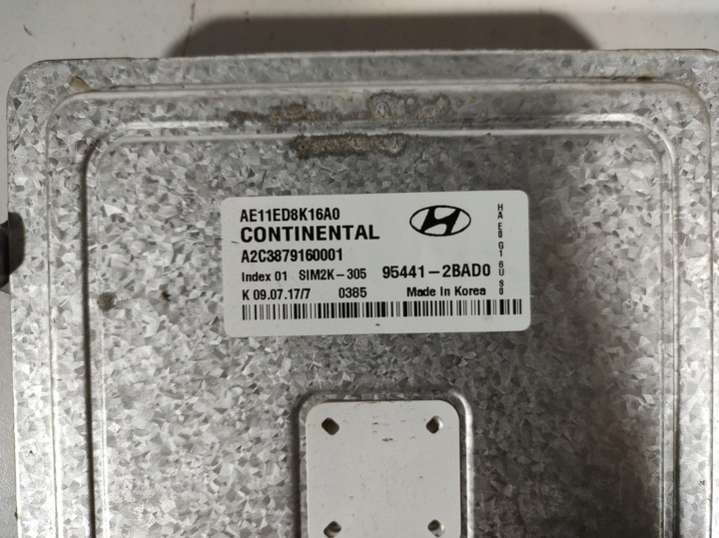 AE11ED8K16A0
CONTINENTAL
A2C3879160001
Index 01 SIM2K-305 95441-2BAD0
K 09.07.17/7 0385 Made In Korea